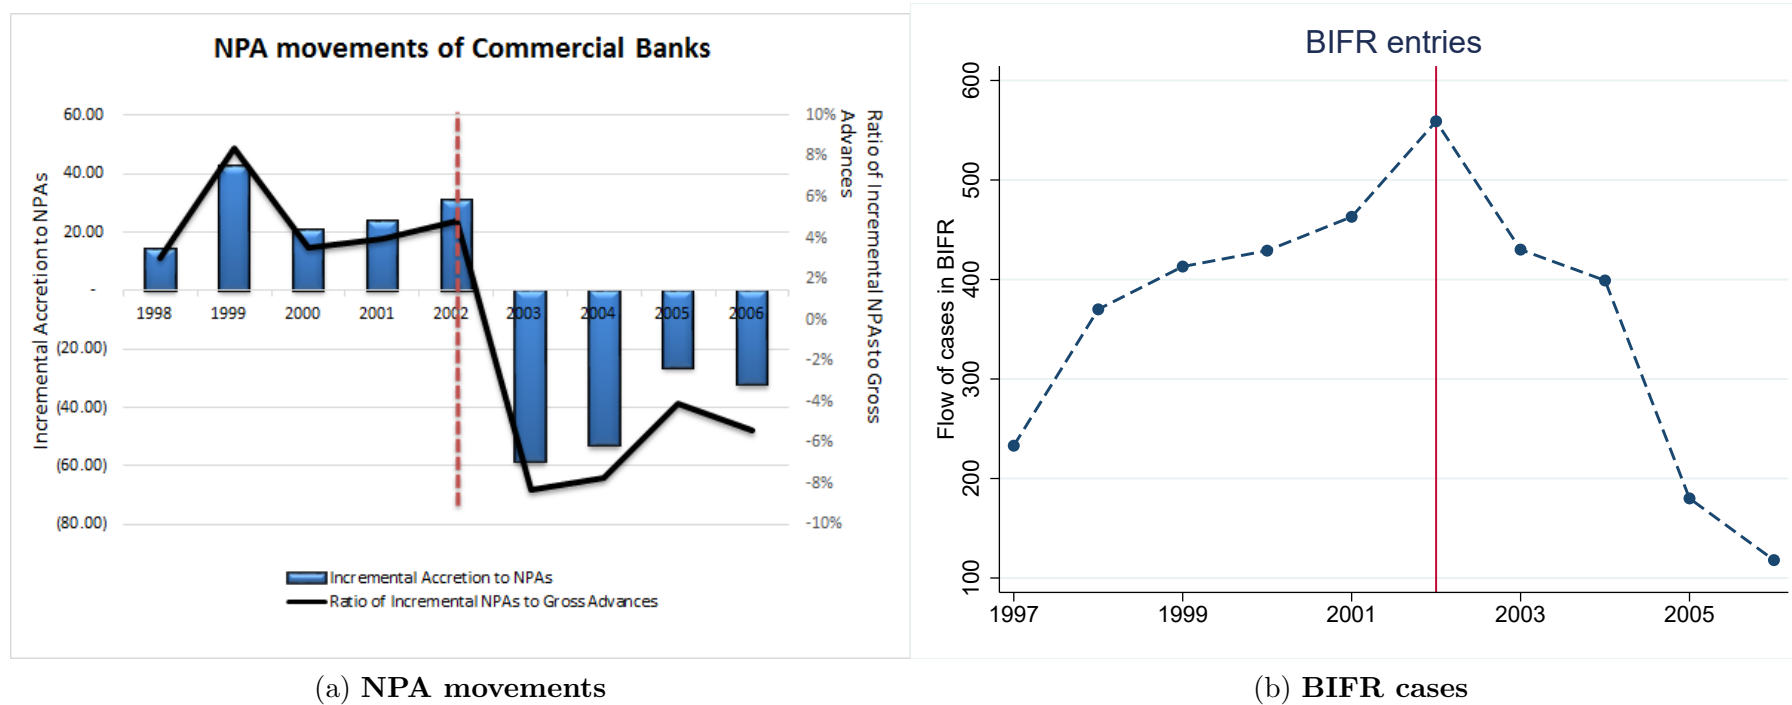 NPA movements of Commercial Banks
60.00
40.00
20.00
-
(20.00)
(40.00)
(60.00)
(80.00)
Incremental Accretion to NPAs
1998 1999 2000 2001 2002 2003 2004 2005 2006
10%
8%
6%
4%
2%
0%
-2%
-4%
-6%
-8%
-10%
Ratio of Incremental NPAs to Gross
Advances
Incremental Accretion to NPAs
Ratio of Incremental NPAs to Gross Advances
(a) NPA movements
BIFR entries
600
500
400
300
200
100
Flow of cases in BIFR
1997 1999 2001 2003 2005
(b) BIFR cases